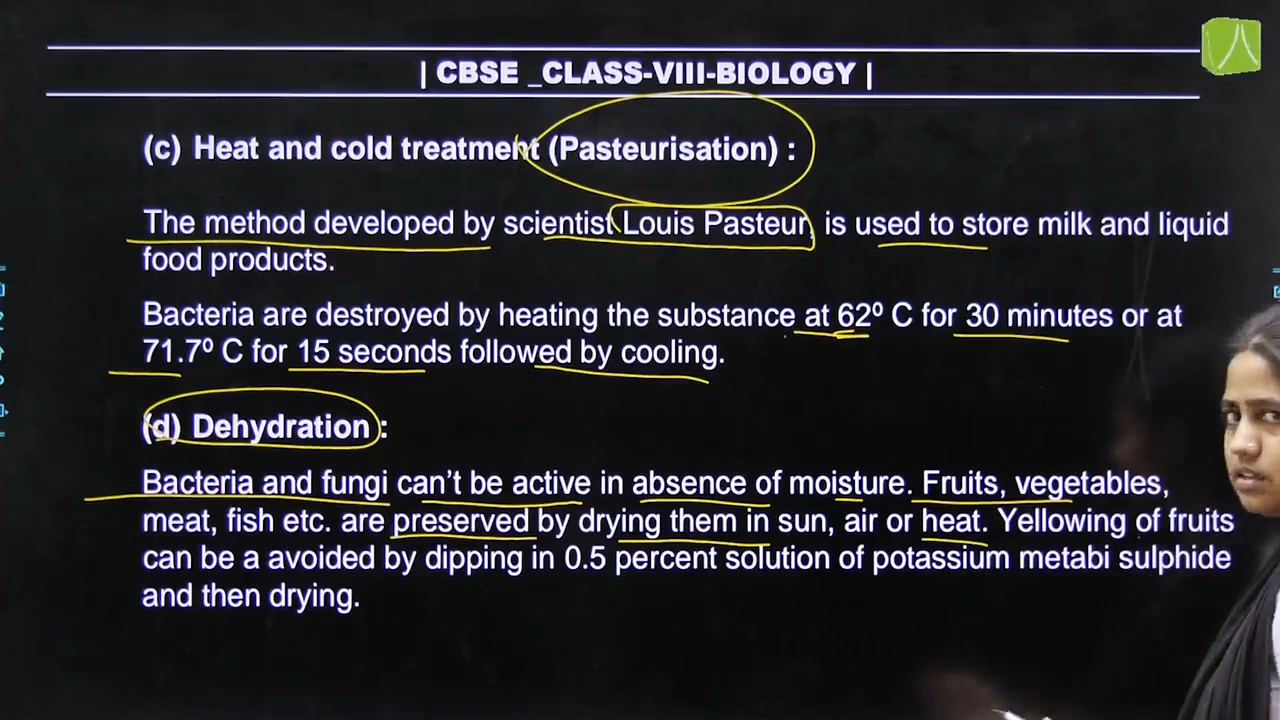 | CBSE _CLASS-VIII-BIOLOGY |
(c) Heat and cold treatment (Pasteurisation) :
The method developed by scientist Louis Pasteur, is used to store milk and liquid
food products.
Bacteria are destroyed by heating the substance at 62⁰ C for 30 minutes or at
71.7⁰ C for 15 seconds followed by cooling.
(d) Dehydration :
Bacteria and fungi can't be active in absence of moisture. Fruits, vegetables,
meat, fish etc. are preserved by drying them in sun, air or heat. Yellowing of fruits
can be a avoided by dipping in 0.5 percent solution of potassium metabi sulphide
and then drying.